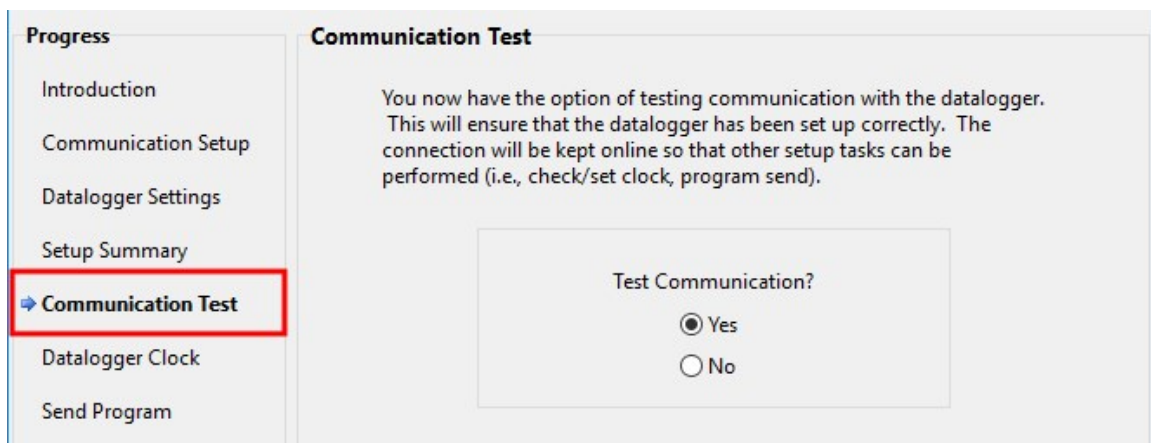 Progress
Introduction
Communication Setup
Datalogger Settings
Setup Summary
Communication Test
Datalogger Clock
Send Program
Communication Test
You now have the option of testing communication with the datalogger.
This will ensure that the datalogger has been set up correctly. The
connection will be kept online so that other setup tasks can be
performed (i.e., check/set clock, program send).
Test Communication?
Yes
No